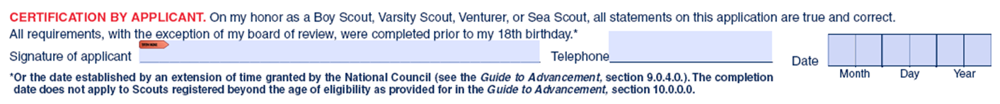 CERTIFICATION BY APPLICANT. On my honor as a Boy Scout, Varsity Scout, Venturer, or Sea Scout, all statements on this application are true and correct.
All requirements, with the exception of my board of review, were completed prior to my 18th birthday.*
Signature of applicant Telephone Date
Month Day Year
*Or the date established by an extension of time granted by the National Council (see the Guide to Advancement, section 9.0.4.0.). The completion
date does not apply to Scouts registered beyond the age of eligibility as provided for in the Guide to Advancement, section 10.0.0.0.